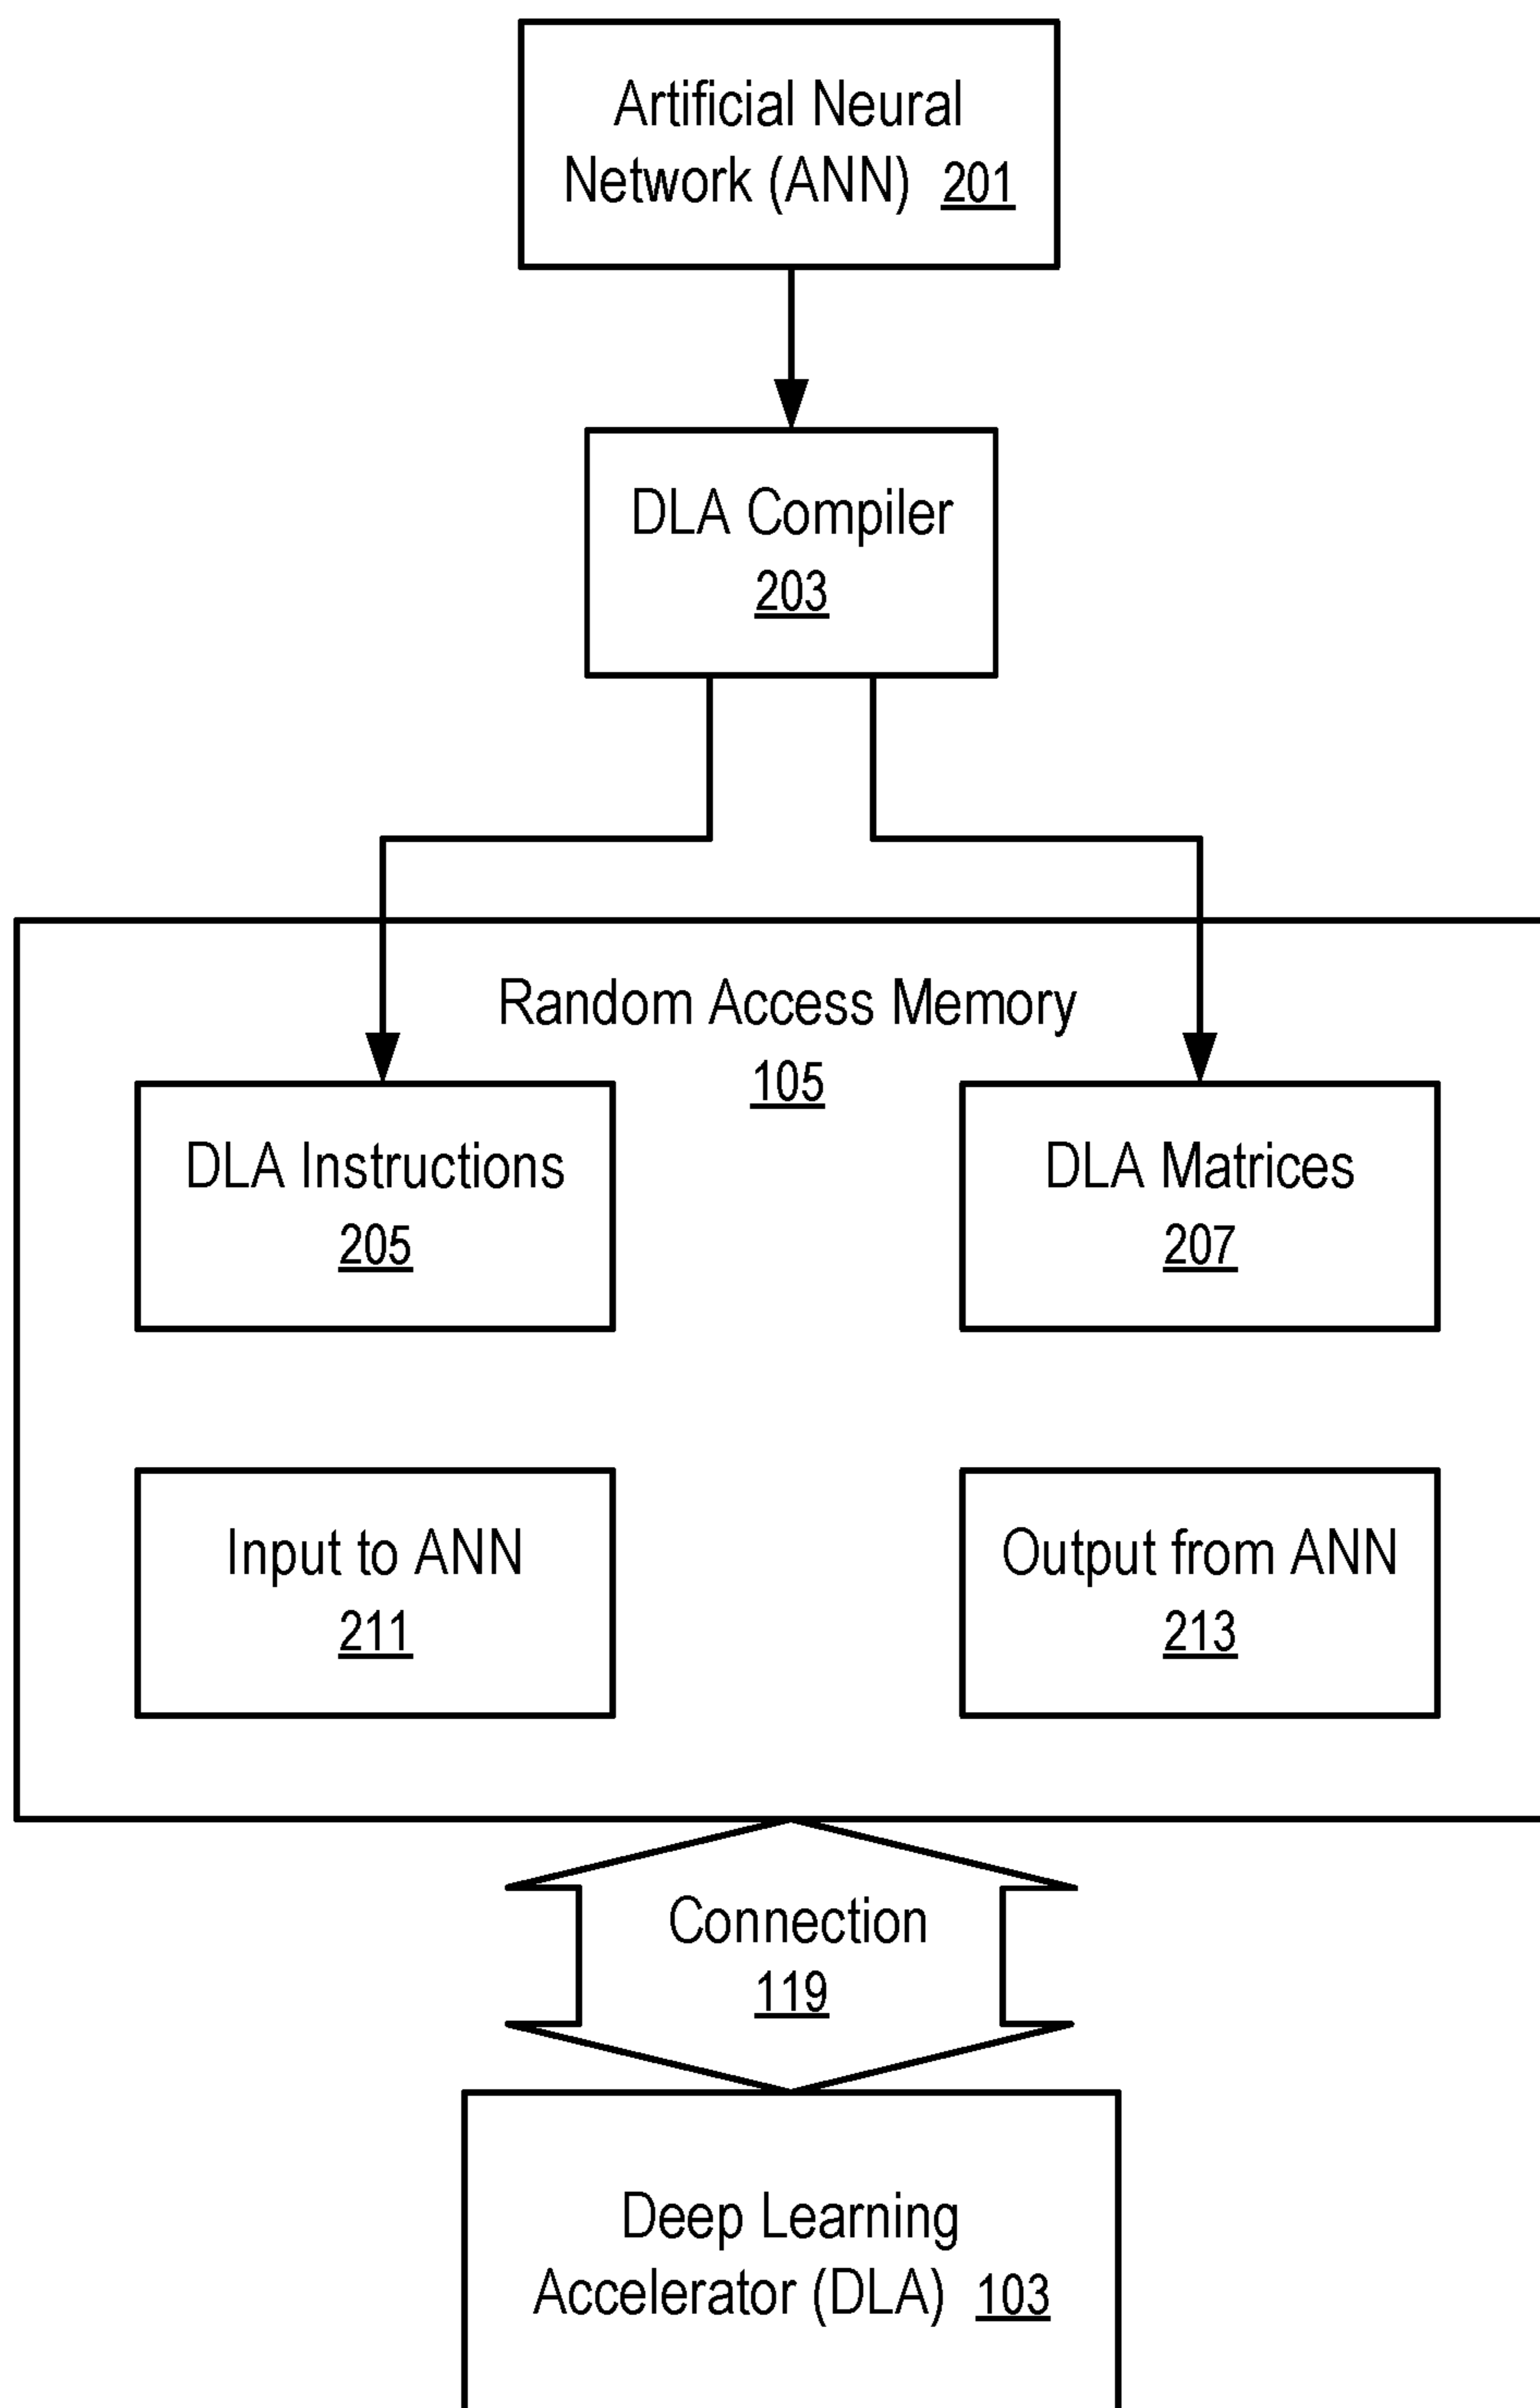 Artificial Neural
Network (ANN) 201
DLA Compiler
203
Random Access Memory
105
DLA Instructions
205
DLA Matrices
207
Input to ANN
211
Output from ANN
213
Connection
119
Deep Learning
Accelerator (DLA) 103